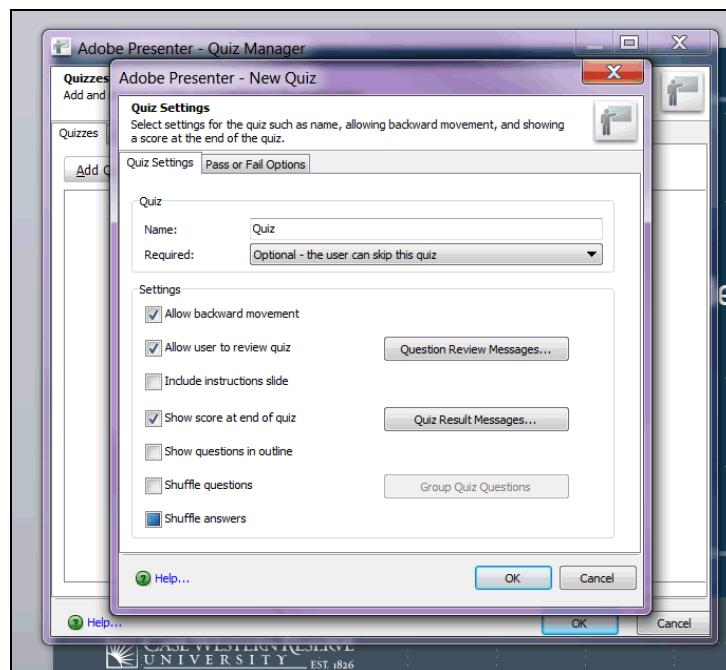 Adobe Presenter - Quiz Manager
Quizzes
Add and
Quizzes
Add Q
Adobe Presenter - New Quiz
Quiz Settings
Select settings for the quiz such as name, allowing backward movement, and showing
a score at the end of the quiz.
Quiz Settings Pass or Fail Options
Quiz
Name: Quiz
Required: Optional - the user can skip this quiz
Settings
Allow backward movement
Allow user to review quiz Question Review Messages...
Include instructions slide
Show score at end of quiz Quiz Result Messages...
Show questions in outline
Shuffle questions Group Quiz Questions
Shuffle answers
Help... OK Cancel
Help... OK Cancel
CASE WESTERN RESERVE
UNIVERSITY EST. 1826